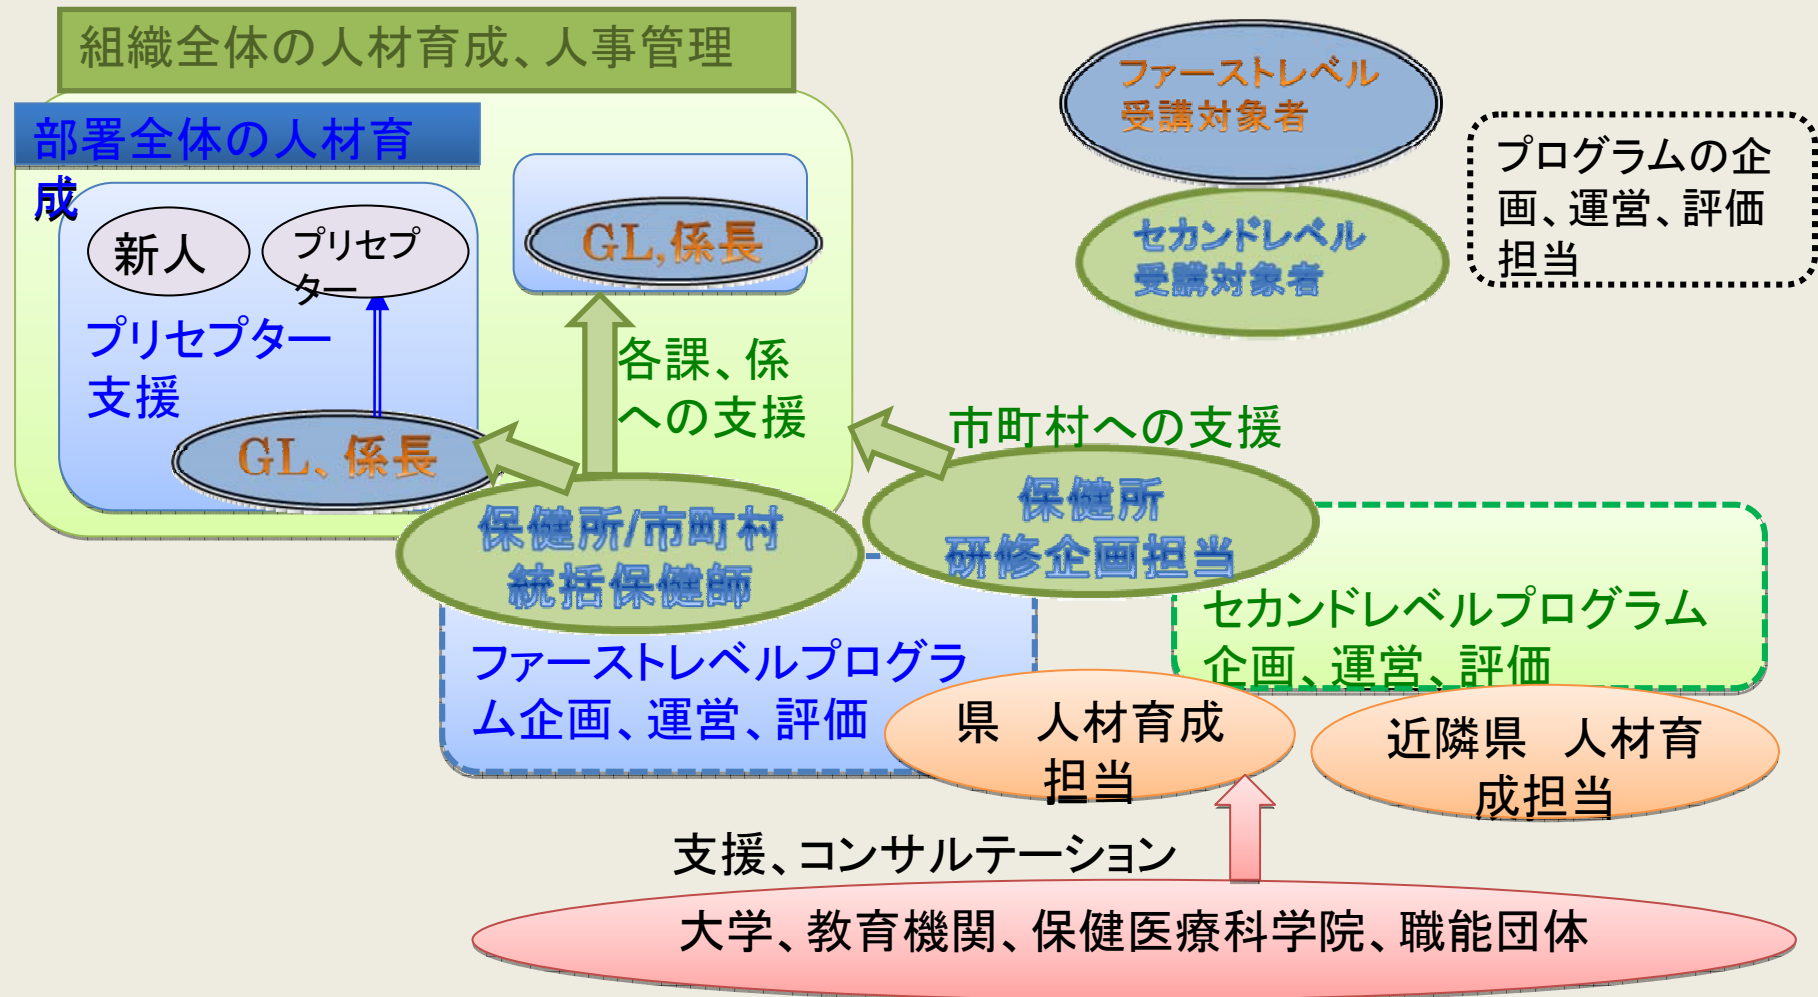 組織全体の人材育成、人事管理
部署全体の人材育
成
新人
プリセプ
ター
プリセプター
支援
GL、係長
GL,係長
各課、係
への支援
ファーストレベル
受講対象者
セカンドレベル
受講対象者
プログラムの企
画、運営、評価
担当
市町村への支援
保健所/市町村
統括保健師
保健所
研修企画担当
ファーストレベルプログラ
ム企画、運営、評価
セカンドレベルプログラム
企画、運営、評価
県　人材育成
担当
近隣県　人材育
成担当
支援、コンサルテーション
大学、教育機関、保健医療科学院、職能団体